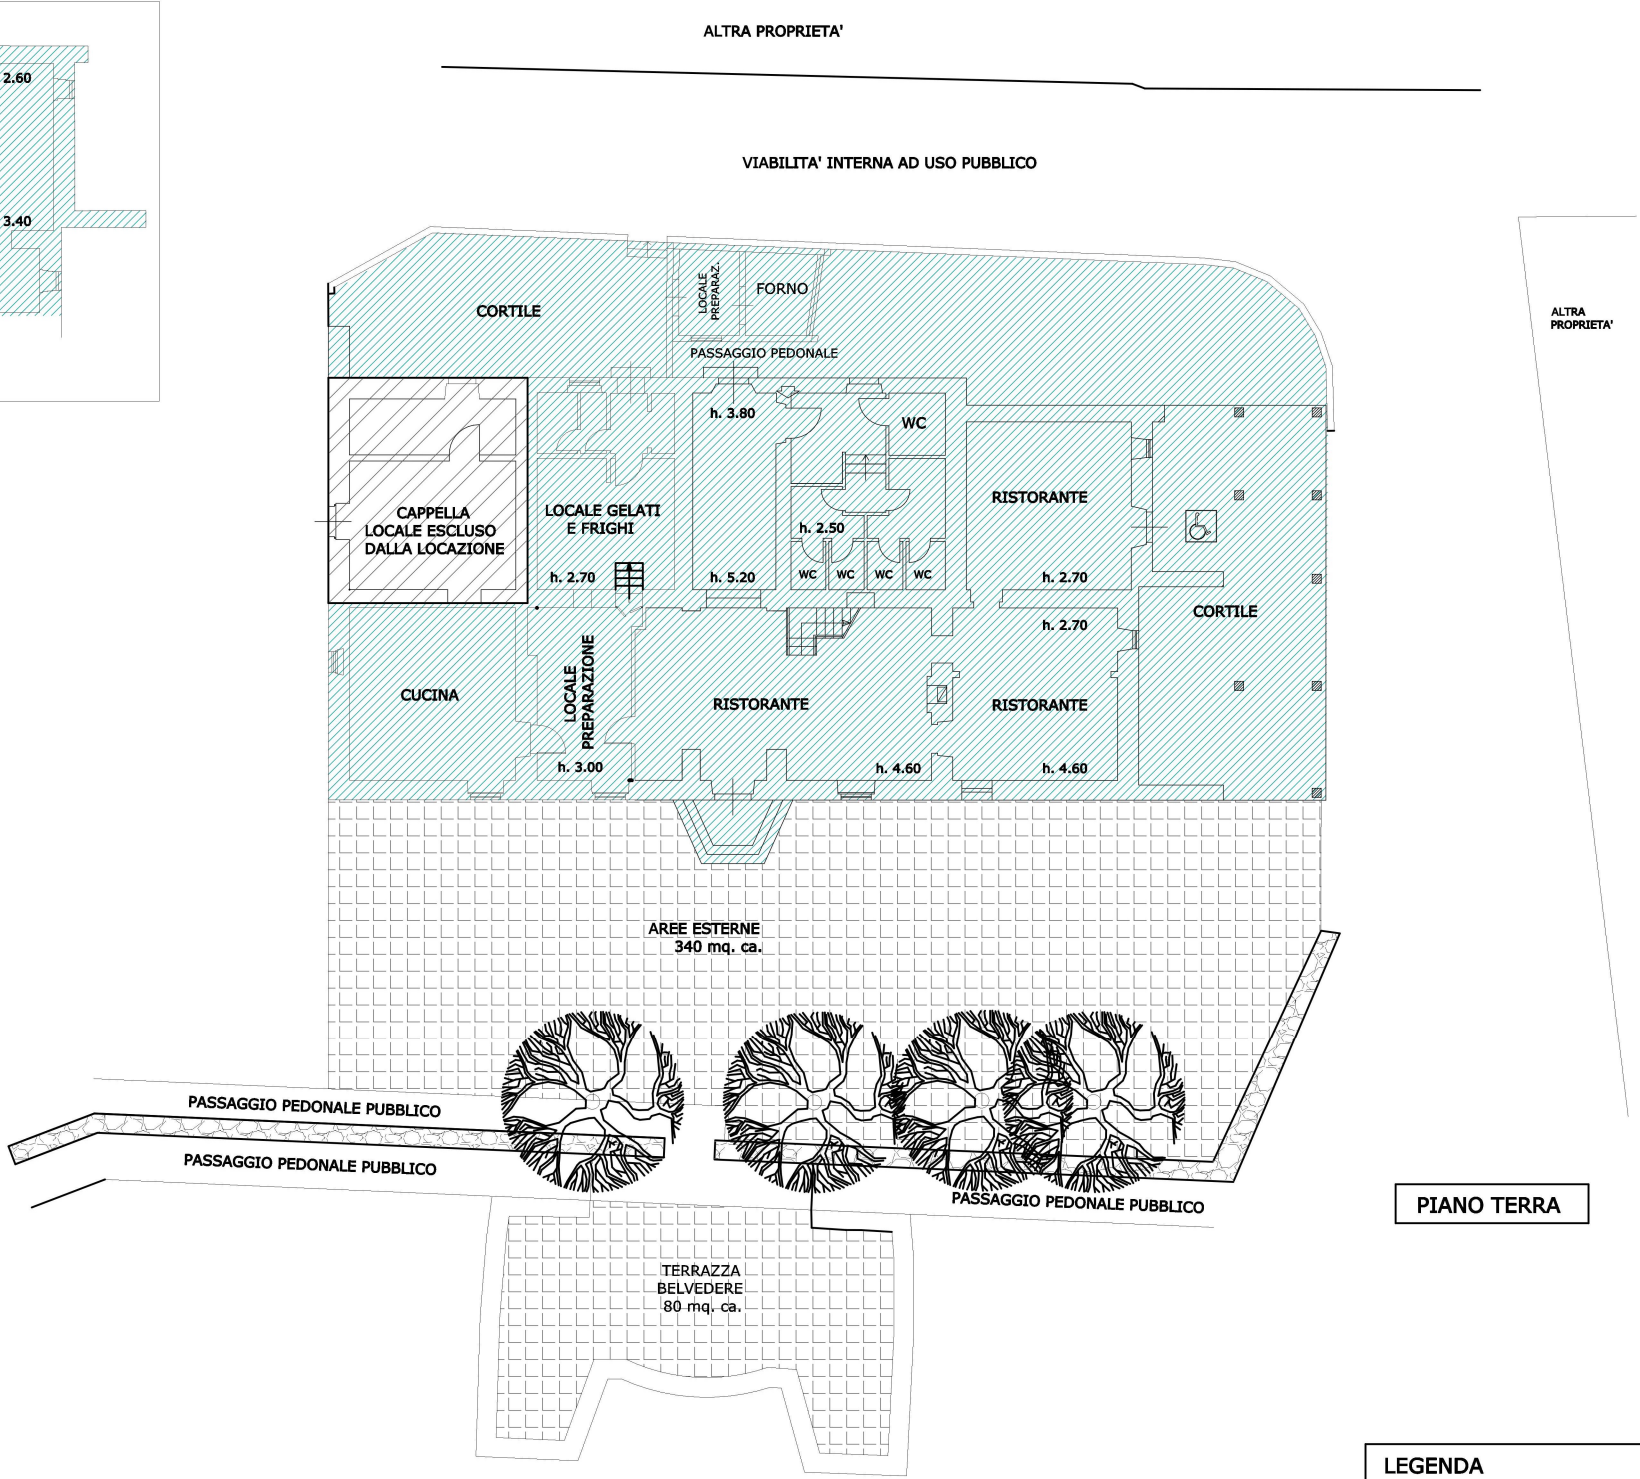 ALTRA PROPRIETA'
2.60
VIABILITA' INTERNA AD USO PUBBLICO
3.40
LOCALE
PREPARAZ.
FORNO
CORTILE
ALTRA
PROPRIETA'
PASSAGGIO PEDONALE
h. 3.80
WC
RISTORANTE
CAPPELLA
LOCALE ESCLUSO
DALLA LOCAZIONE
LOCALE GELATI
E FRIGHI
h. 2.50
h. 2.70
h. 5.20
WC
WC
WC
WC
h. 2.70
CORTILE
h. 2.70
LOCALE
PREPARAZIONE
CUCINA
RISTORANTE
RISTORANTE
h. 3.00
h. 4.60
h. 4.60
AREE ESTERNE
340 mq. ca.
PASSAGGIO PEDONALE PUBBLICO
PASSAGGIO PEDONALE PUBBLICO
PASSAGGIO PEDONALE PUBBLICO
PIANO TERRA
TERRAZZA
BELVEDERE
80 mq. ca.
LEGENDA